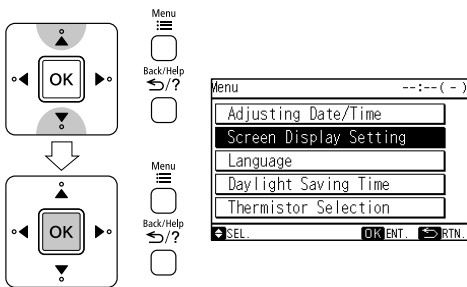 Menu
OK
Back/Help
/?
Menu
OK
Back/Help
/?
Menu --:--( - )
Adjusting Date/Time
Screen Display Setting
Language
Daylight Saving Time
Thermistor Selection
SEL. OK ENT. RTN.